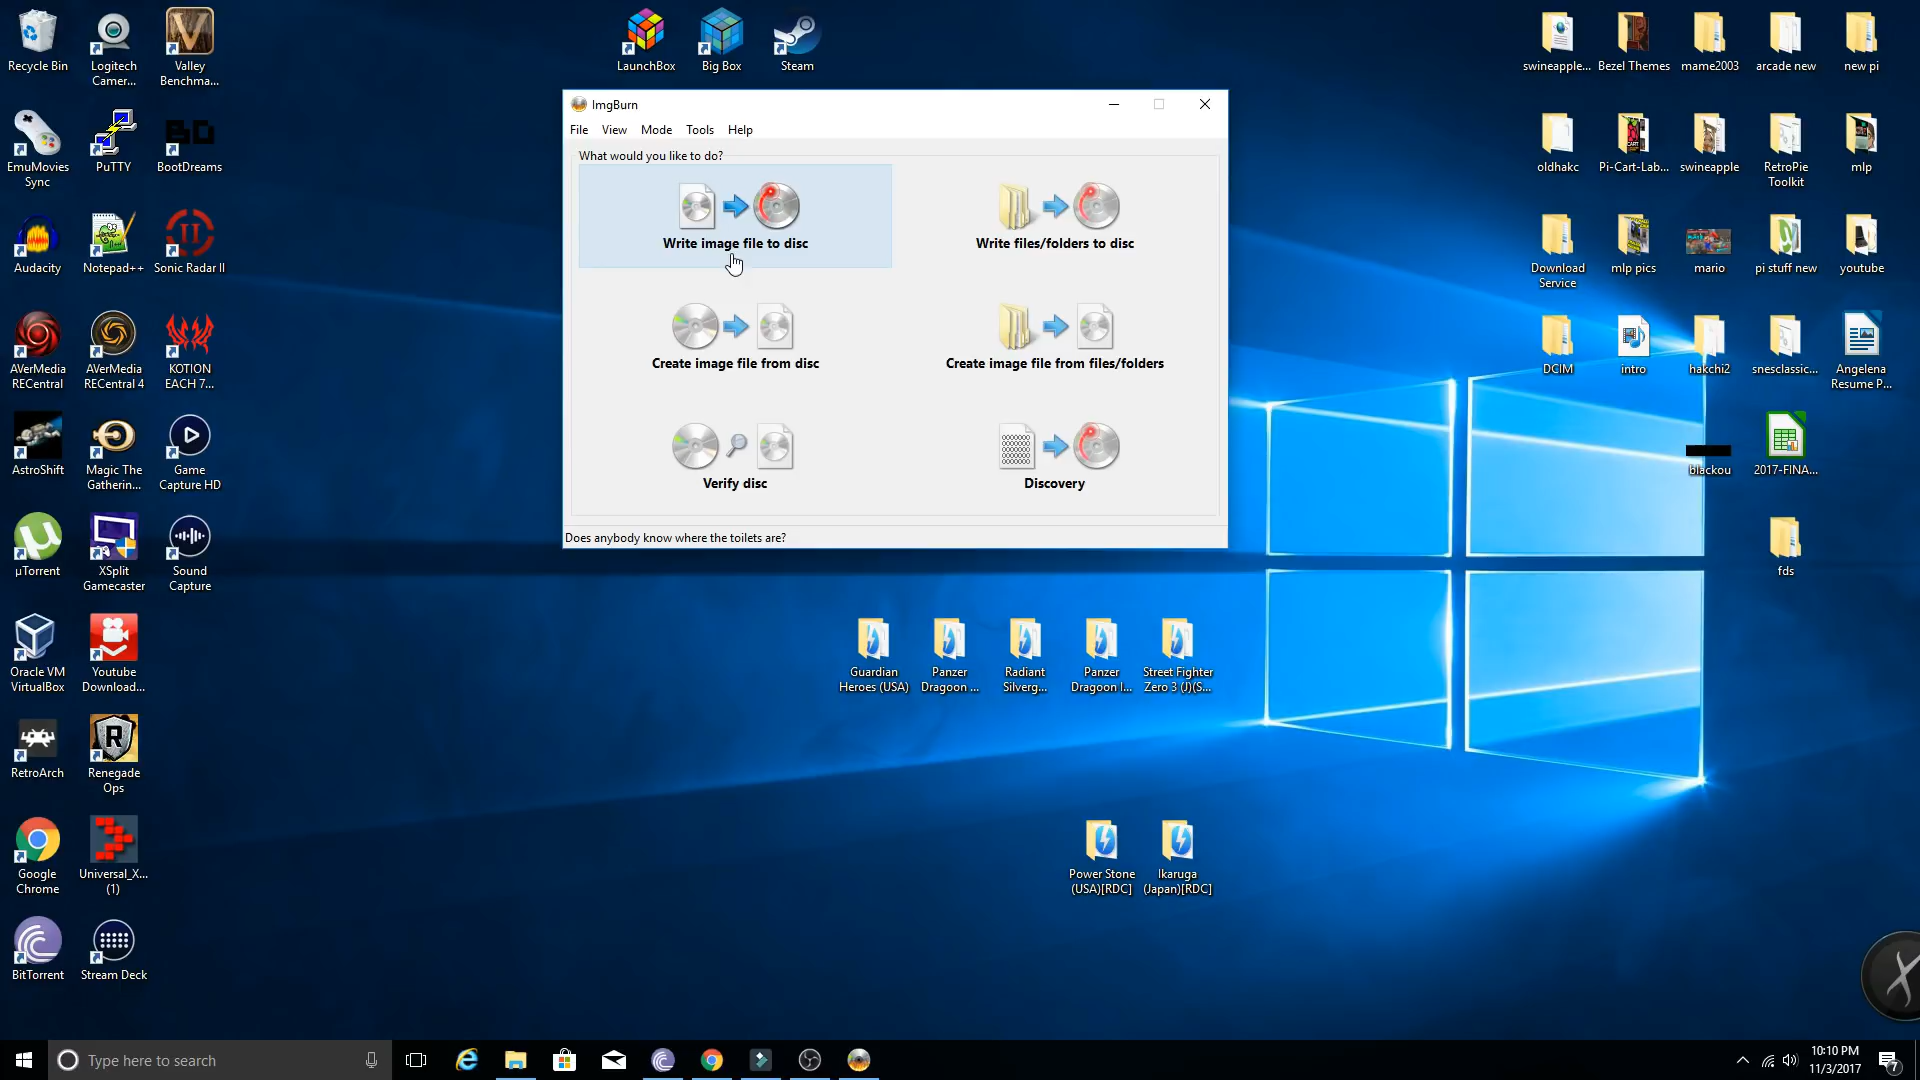 Recycle Bin
Logitech
Camer...
Valley
Benchma...
LaunchBox
Big Box
Steam
swineapple...
Bezel Themes
mame2003
arcade new
new pi
ImgBurn
File View Mode Tools Help
What would you like to do?
Write image file to disc
Write files/folders to disc
Create image file from disc
Create image file from files/folders
Verify disc
Discovery
Does anybody know where the toilets are?
EmuMovies
Sync
PuTTY
BootDreams
oldhakc
Pi-Cart-Lab...
swineapple
RetroPie
Toolkit
mlp
Audacity
Notepad++
Sonic Radar II
Download
Service
mlp pics
mario
pi stuff new
youtube
AVerMedia
RECentral
AVerMedia
RECentral 4
KOTION
EACH 7...
DCIM
intro
hakchi2
snesclassic...
Angelena
Resume P...
AstroShift
Magic The
Gatherin...
Game
Capture HD
blackou
2017-FINA...
µTorrent
XSplit
Gamecaster
Sound
Capture
fds
Oracle VM
VirtualBox
Youtube
Download...
Guardian
Heroes (USA)
Panzer
Dragoon ...
Radiant
Silverg...
Panzer
Dragoon I...
Street Fighter
Zero 3 (J)(S...
RetroArch
Renegade
Ops
Google
Chrome
Universal_X...
(1)
Power Stone
(USA)[RDC]
Ikaruga
(Japan)[RDC]
BitTorrent
Stream Deck
Type here to search
10:10 PM
11/3/2017
7